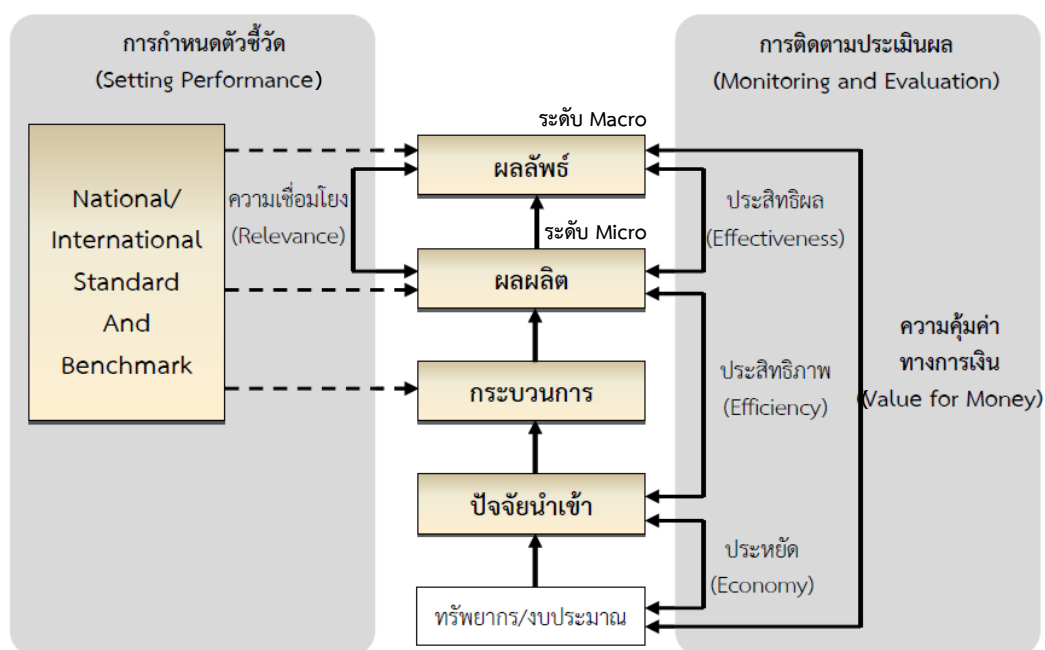 การกำหนดตัวชี้วัด
(Setting Performance)
National/
International
Standard
And
Benchmark
ความเชื่อมโยง
(Relevance)
ระดับ Macro
ผลลัพธ์
ระดับ Micro
ผลผลิต
กระบวนการ
ปัจจัยนำเข้า
ทรัพยากร/งบประมาณ
การติดตามประเมินผล
(Monitoring and Evaluation)
ประสิทธิผล
(Effectiveness)
ประสิทธิภาพ
(Efficiency)
ประหยัด
(Economy)
ความคุ้มค่า
ทางการเงิน
(Value for Money)